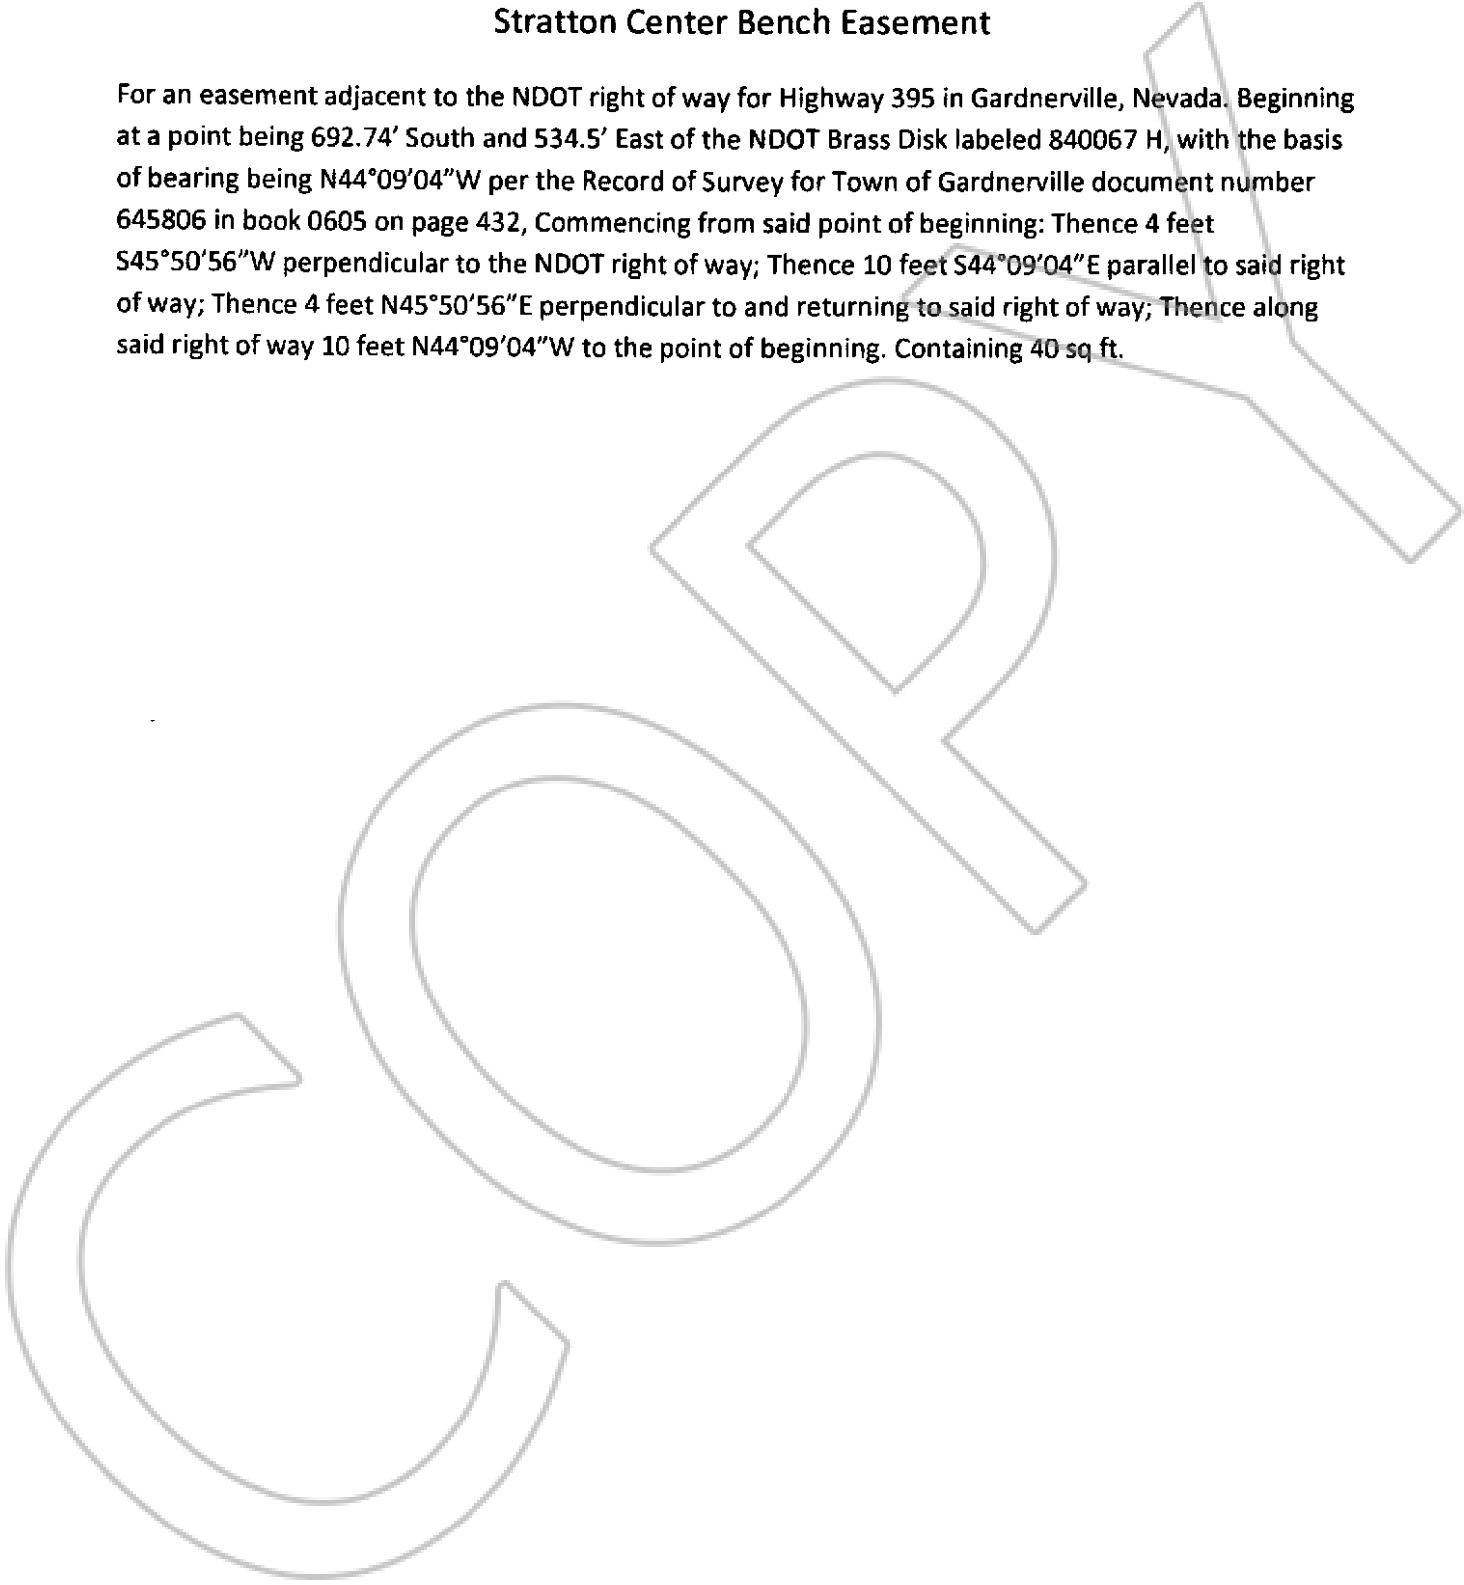 Stratton Center Bench Easement
For an easement adjacent to the NDOT right of way for Highway 395 in Gardnerville, Nevada. Beginning
at a point being 692.74′ South and 534.5′ East of the NDOT Brass Disk labeled 840067 H, with the basis
of bearing being N44°09′04″W per the Record of Survey for Town of Gardnerville document number
645806 in book 0605 on page 432, Commencing from said point of beginning: Thence 4 feet
S45°50′56″W perpendicular to the NDOT right of way; Thence 10 feet S44°09′04″E parallel to said right
of way; Thence 4 feet N45°50′56″E perpendicular to and returning to said right of way; Thence along
said right of way 10 feet N44°09′04″W to the point of beginning. Containing 40 sq ft.
COPY